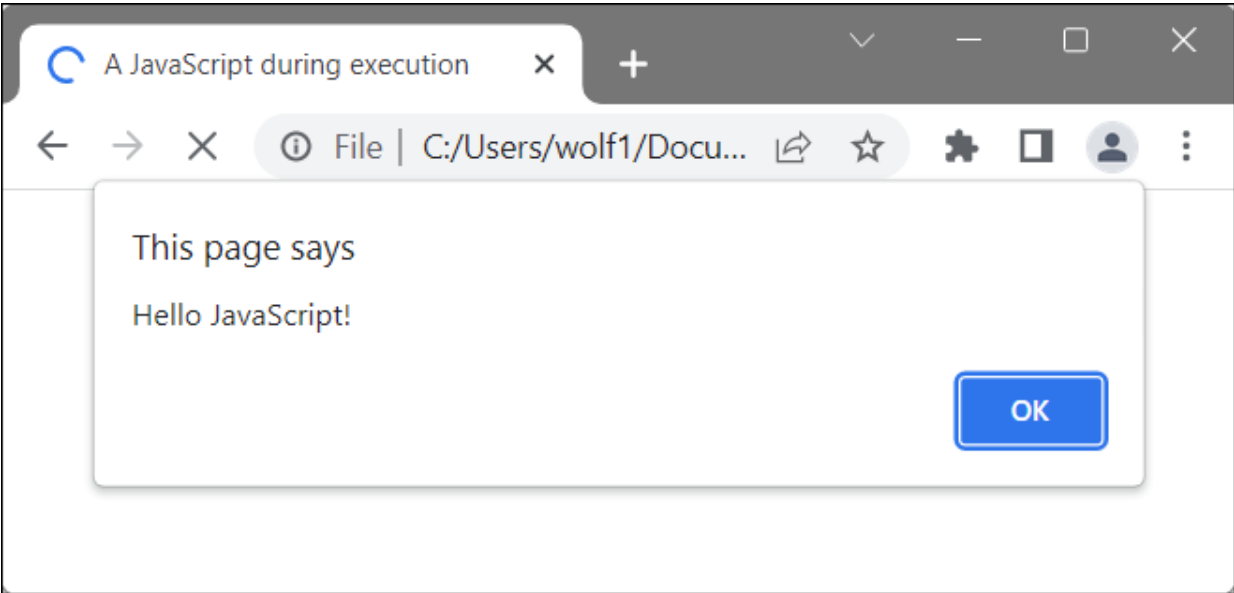 A JavaScript during execution
File | C:/Users/wolf1/Docu...
This page says
Hello JavaScript!
OK